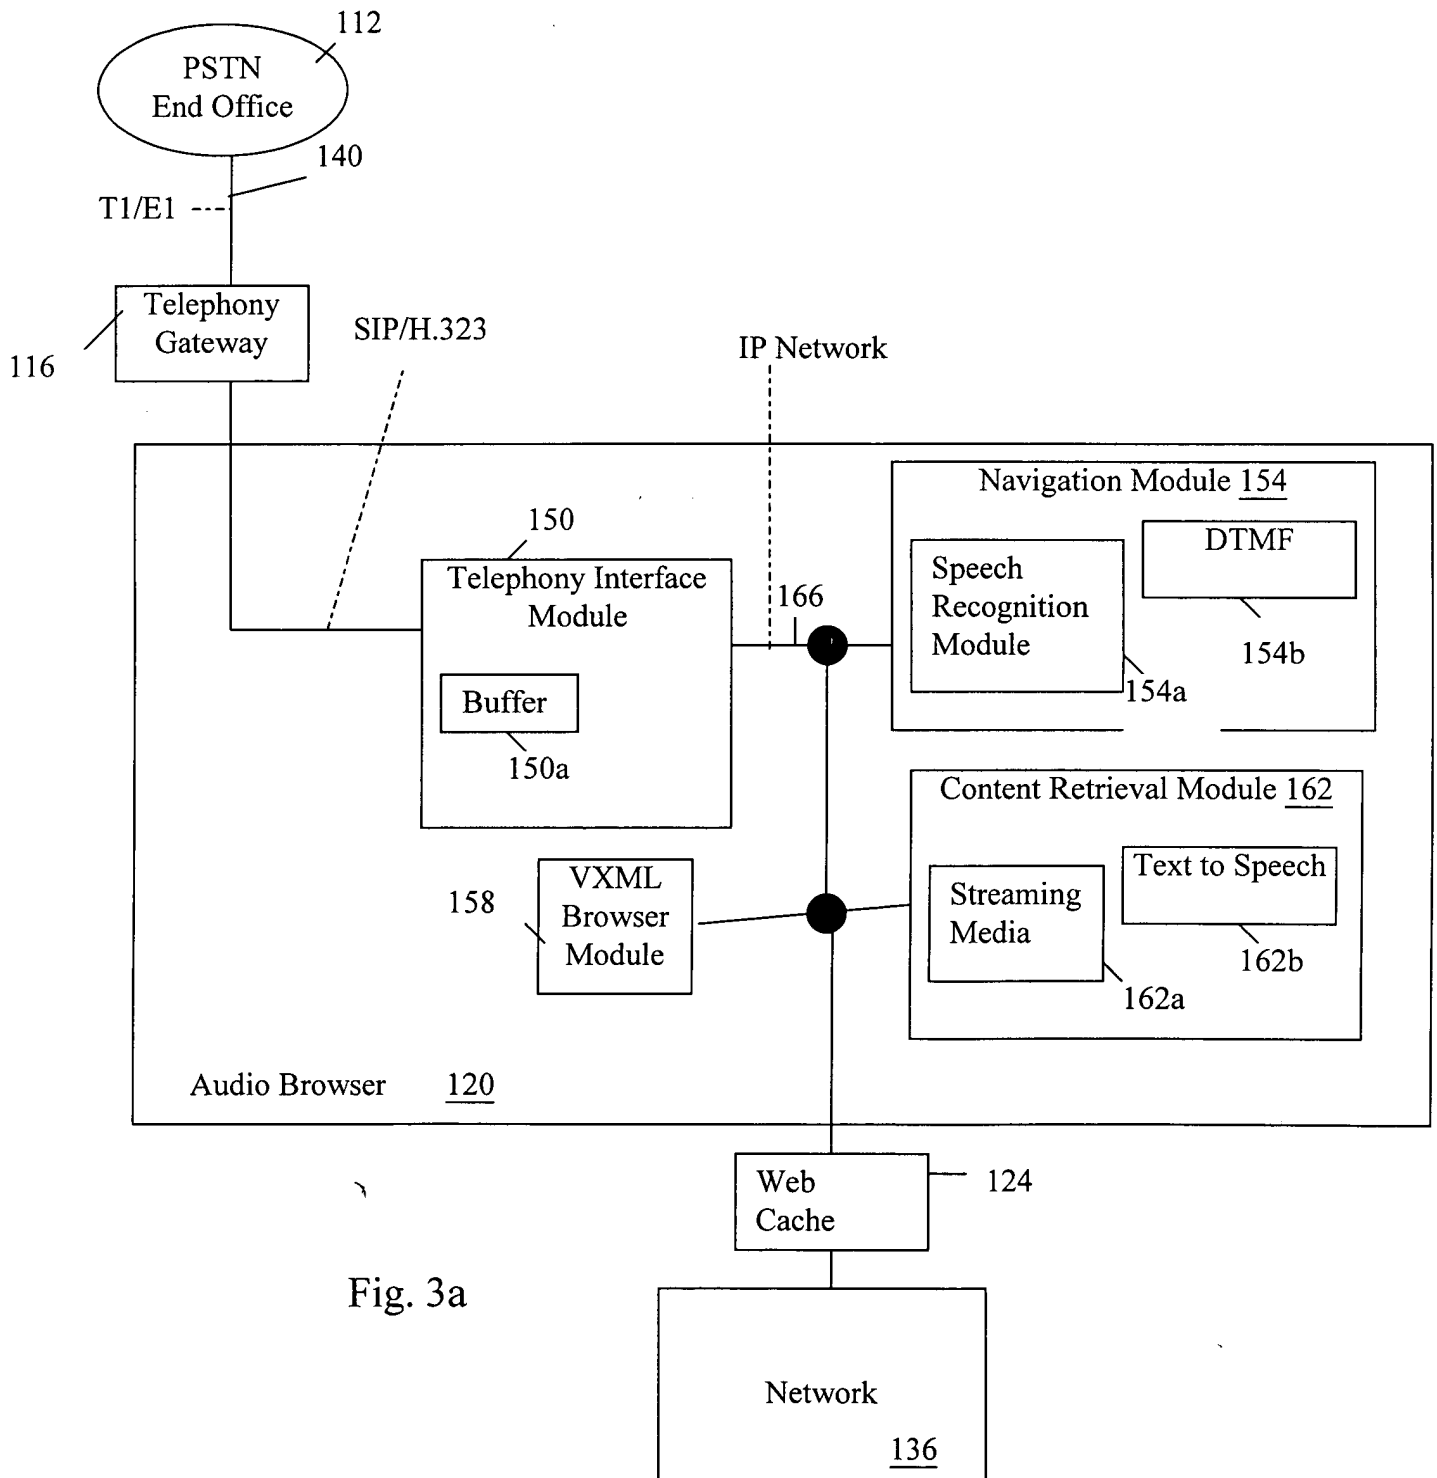 112
PSTN
End Office
140
T1/E1
Telephony
Gateway
116
SIP/H.323
IP Network
Navigation Module 154
DTMF
150
Speech
Recognition
Module
Telephony Interface
Module
166
154b
154a
Buffer
150a
Content Retrieval Module 162
VXML
Browser
Module
158
Text to Speech
Streaming
Media
162b
162a
Audio Browser 120
Web
Cache
124
Fig. 3a
Network
136